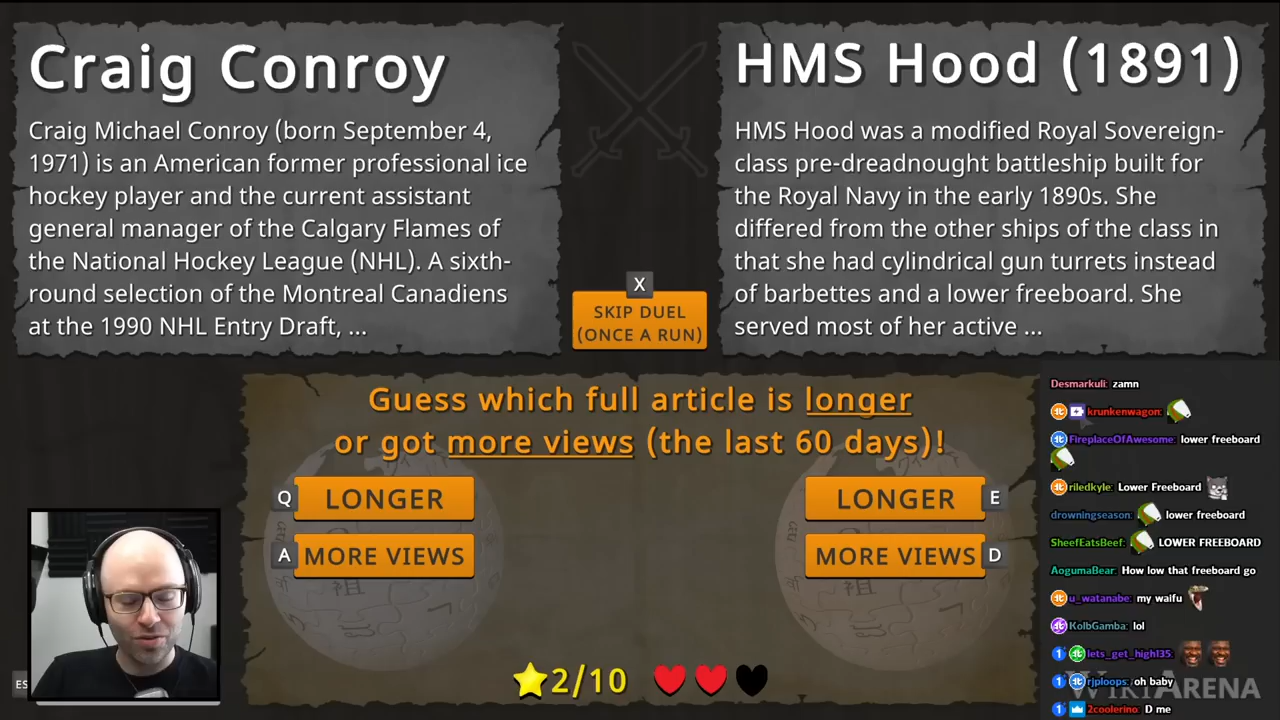 Craig Conroy
Craig Michael Conroy (born September 4,
1971) is an American former professional ice
hockey player and the current assistant
general manager of the Calgary Flames of
the National Hockey League (NHL). A sixth-
round selection of the Montreal Canadiens
at the 1990 NHL Entry Draft, ...
HMS Hood (1891)
HMS Hood was a modified Royal Sovereign-
class pre-dreadnought battleship built for
the Royal Navy in the early 1890s. She
differed from the other ships of the class in
that she had cylindrical gun turrets instead
of barbettes and a lower freeboard. She
served most of her active ...
X
SKIP DUEL
(ONCE A RUN)
Guess which full article is longer
or got more views (the last 60 days)!
Q LONGER
A MORE VIEWS
LONGER E
MORE VIEWS D
2/10
ES
Desmarkuli: zamn
krunkenwagon:
FireplaceOfAwesome: lower freeboard
riledkyle: Lower Freeboard
drowningseason: lower freeboard
SheefEatsBeef: LOWER FREEBOARD
AogumaBear: How low that freeboard go
u_watanabe: my waifu
KolbGamba: lol
lets_get_high135:
rjploops: oh baby
2coolerino: D me
WIKIARENA